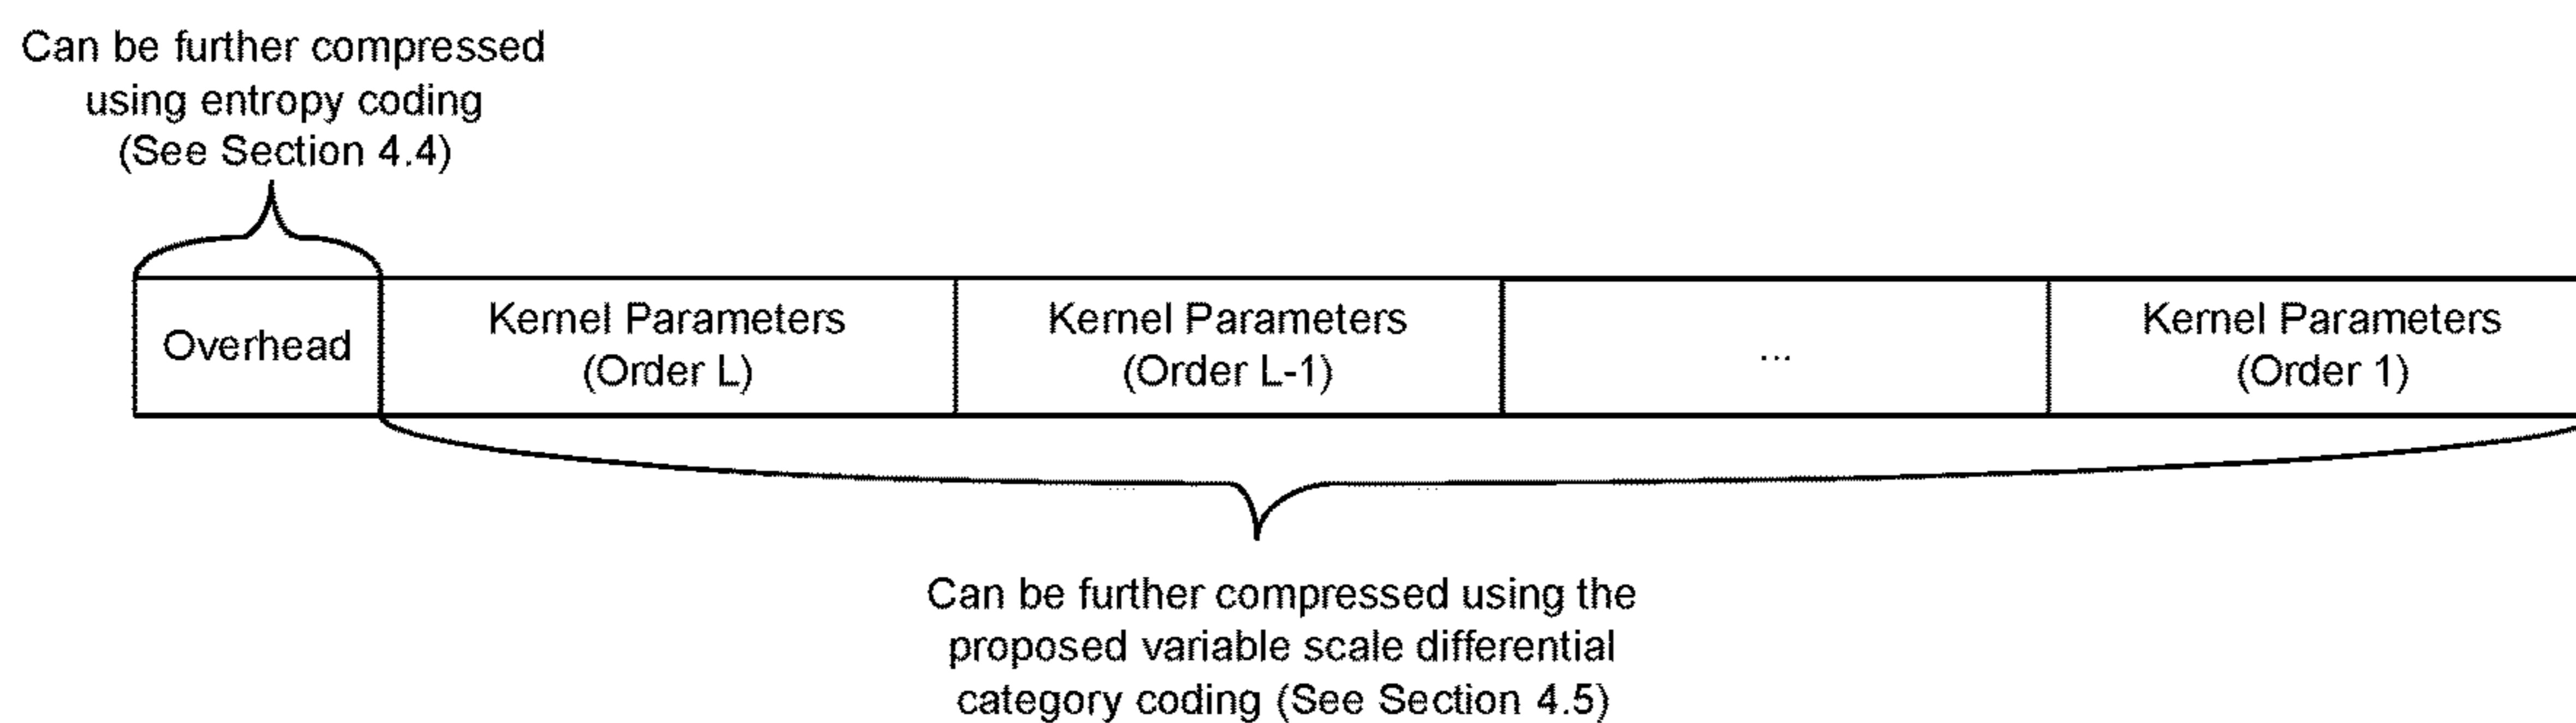 Can be further compressed
using entropy coding
(See Section 4.4)
Overhead
Kernel Parameters
(Order L)
Kernel Parameters
(Order L-1)
...
Kernel Parameters
(Order 1)
Can be further compressed using the
proposed variable scale differential
category coding (See Section 4.5)